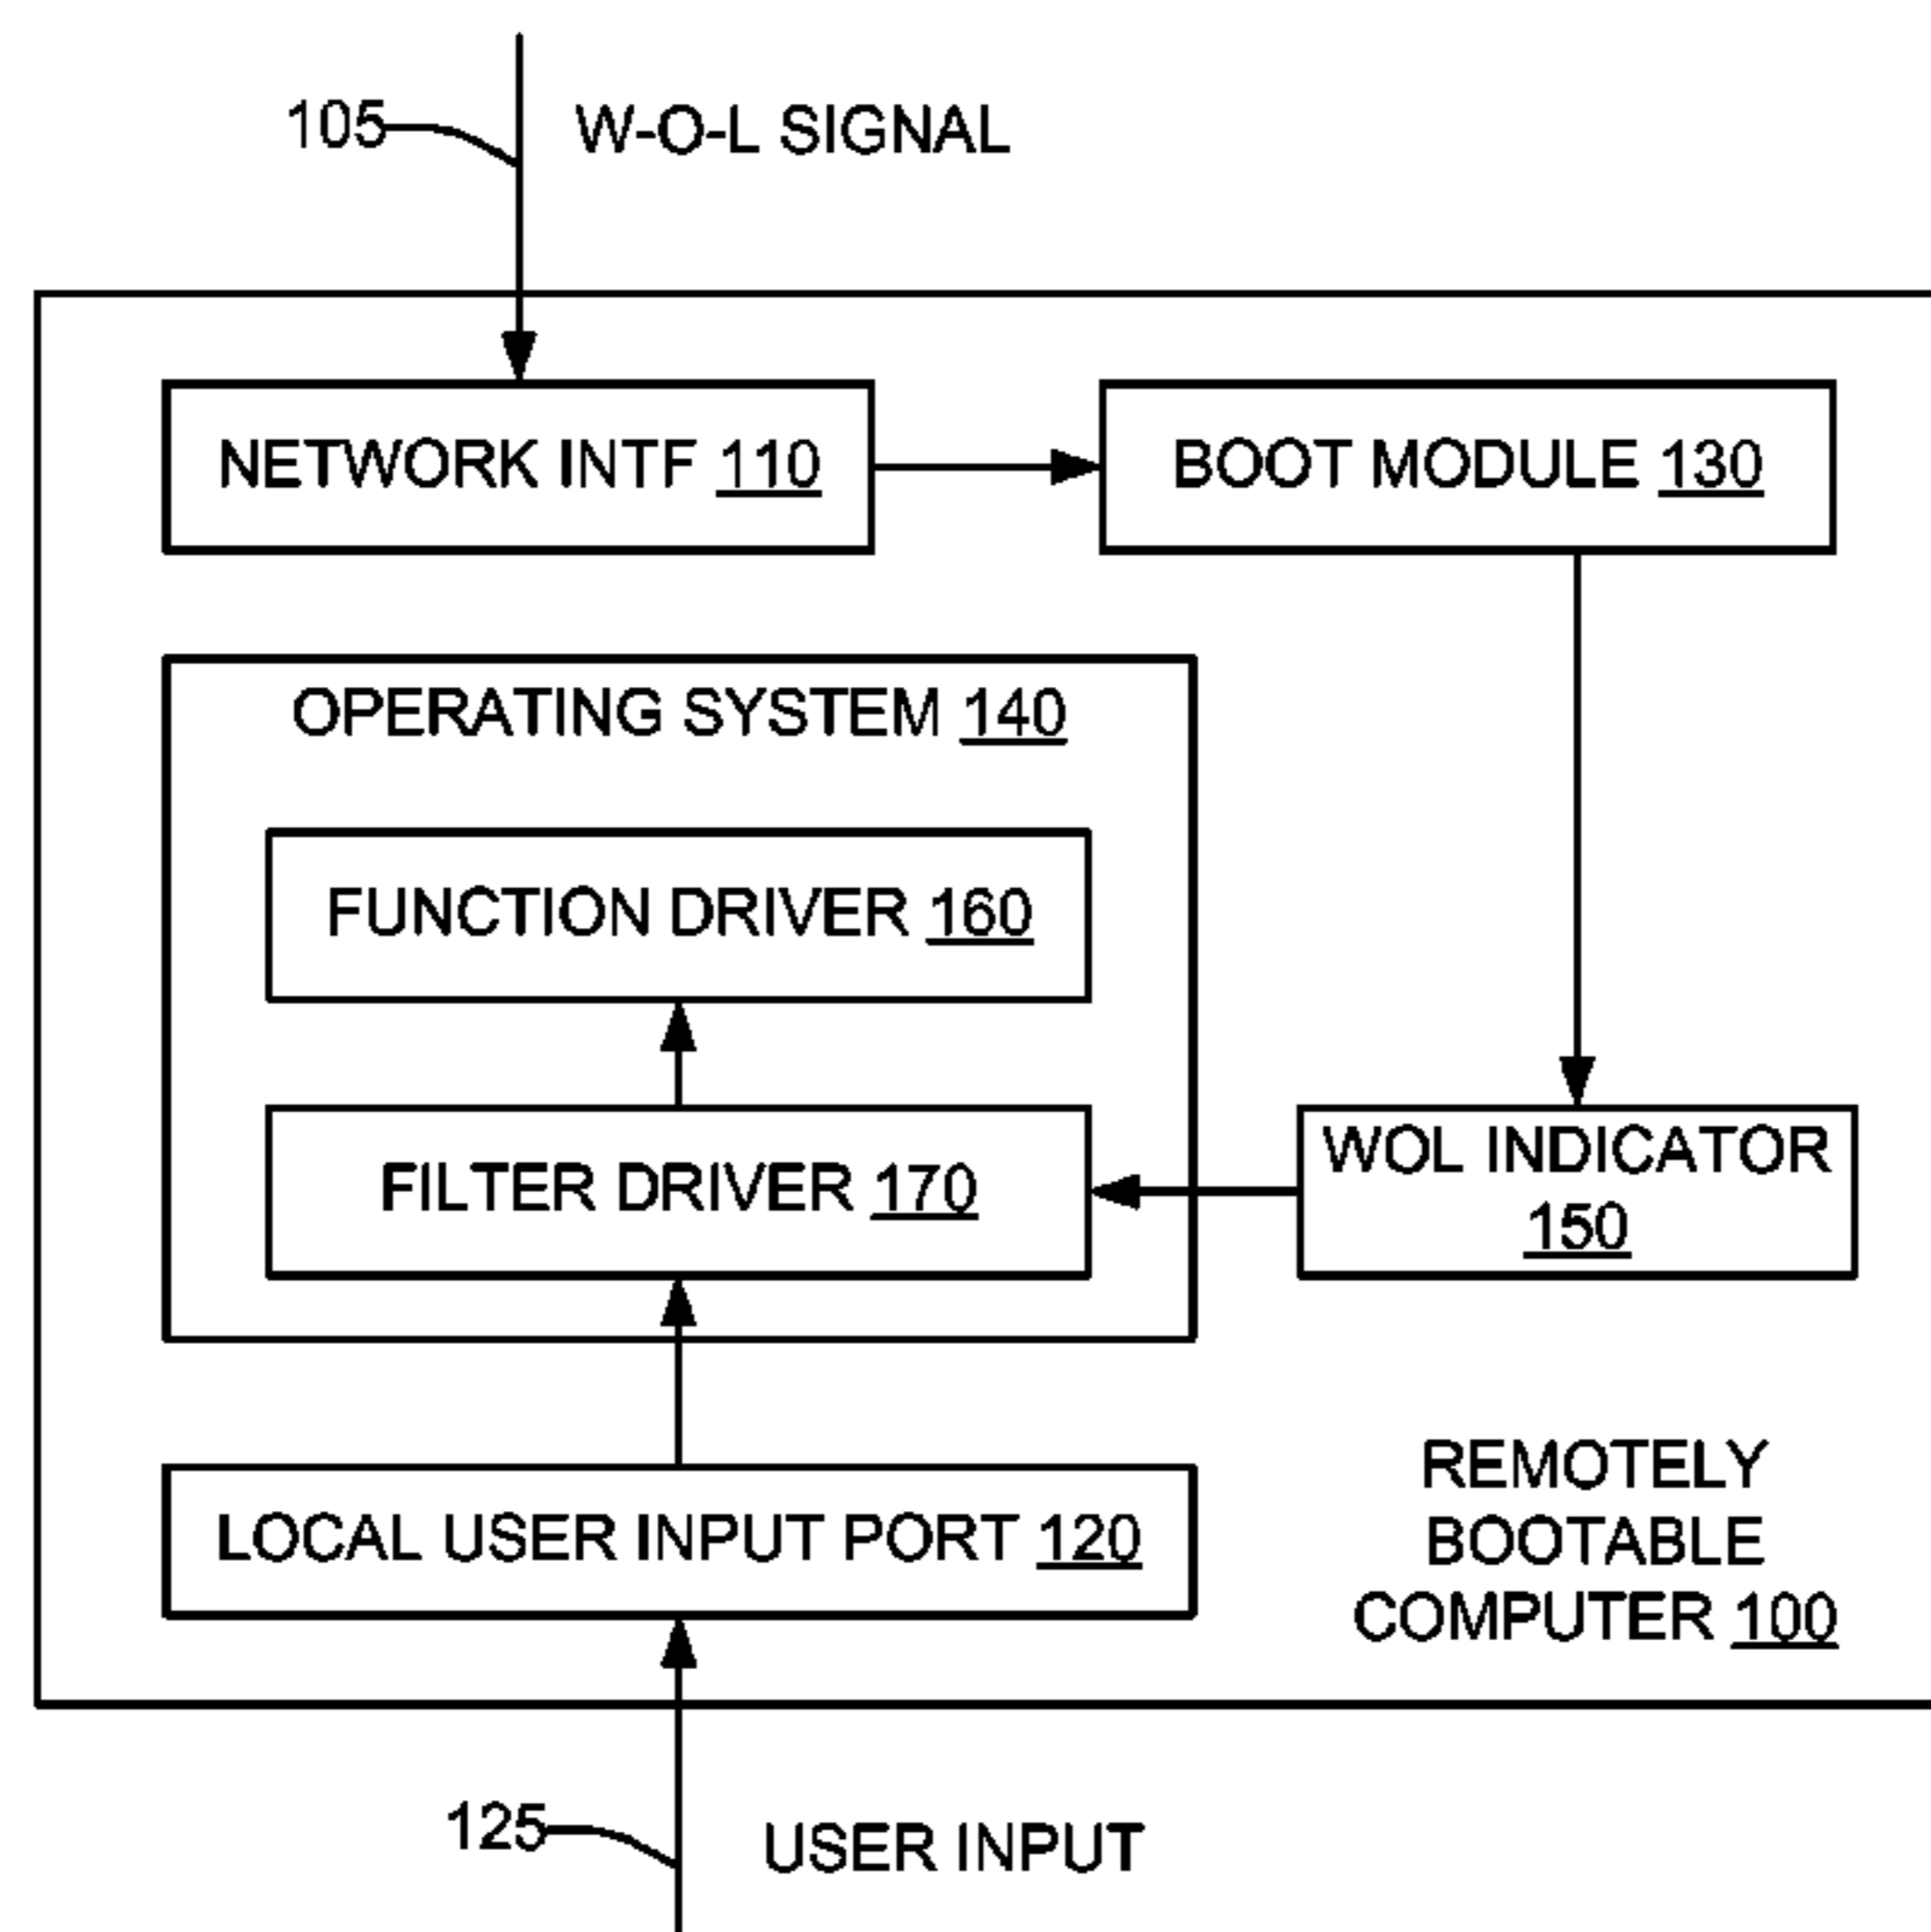 105
W-O-L SIGNAL
NETWORK INTF 110
BOOT MODULE 130
OPERATING SYSTEM 140
FUNCTION DRIVER 160
FILTER DRIVER 170
WOL INDICATOR
150
LOCAL USER INPUT PORT 120
REMOTELY
BOOTABLE
COMPUTER 100
125
USER INPUT